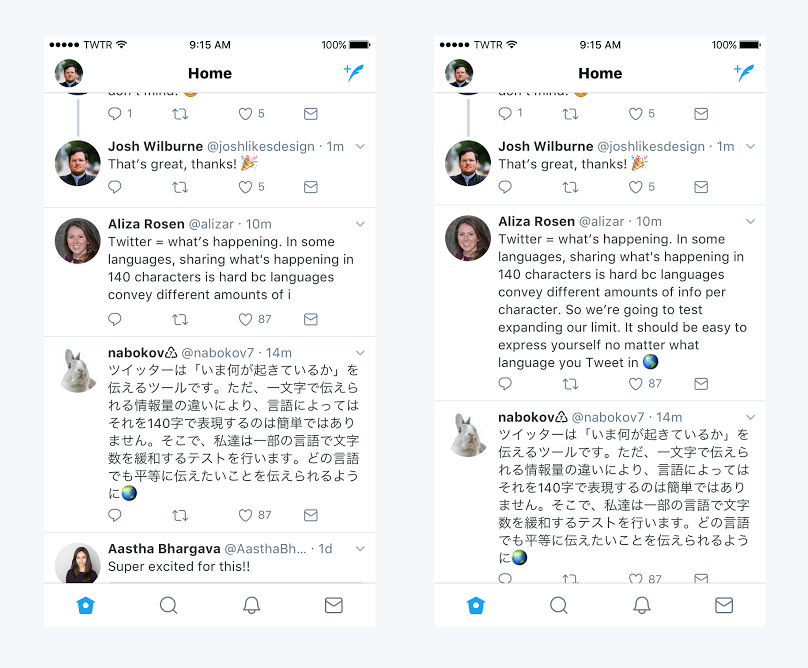 TWTR 9:15 AM 100%
Home
don't mind!
1 5
Josh Wilburne @joshlikesdesign · 1m
That's great, thanks! 🎉
5
Aliza Rosen @alizar · 10m
Twitter = what's happening. In some
languages, sharing what's happening in
140 characters is hard bc languages
convey different amounts of i
87
nabokov @nabokov7 · 14m
ツイッターは「いま何が起きているか」を
伝えるツールです。ただ、一文字で伝えら
れる情報量の違いにより、言語によっては
それを140字で表現するのは簡単ではあり
ません。そこで、私達は一部の言語で文字
数を緩和するテストを行います。どの言語
でも平等に伝えたいことを伝えられるよう
に🌏
87
Aastha Bhargava @AasthaBh... · 1d
Super excited for this!!
TWTR 9:15 AM 100%
Home
don't mind!
1 5
Josh Wilburne @joshlikesdesign · 1m
That's great, thanks! 🎉
5
Aliza Rosen @alizar · 10m
Twitter = what's happening. In some
languages, sharing what's happening in
140 characters is hard bc languages
convey different amounts of info per
character. So we're going to test
expanding our limit. It should be easy to
express yourself no matter what
language you Tweet in 🌏
87
nabokov @nabokov7 · 14m
ツイッターは「いま何が起きているか」を
伝えるツールです。ただ、一文字で伝えら
れる情報量の違いにより、言語によっては
それを140字で表現するのは簡単ではあり
ません。そこで、私達は一部の言語で文字
数を緩和するテストを行います。どの言語
でも平等に伝えたいことを伝えられるよう
に🌏
87